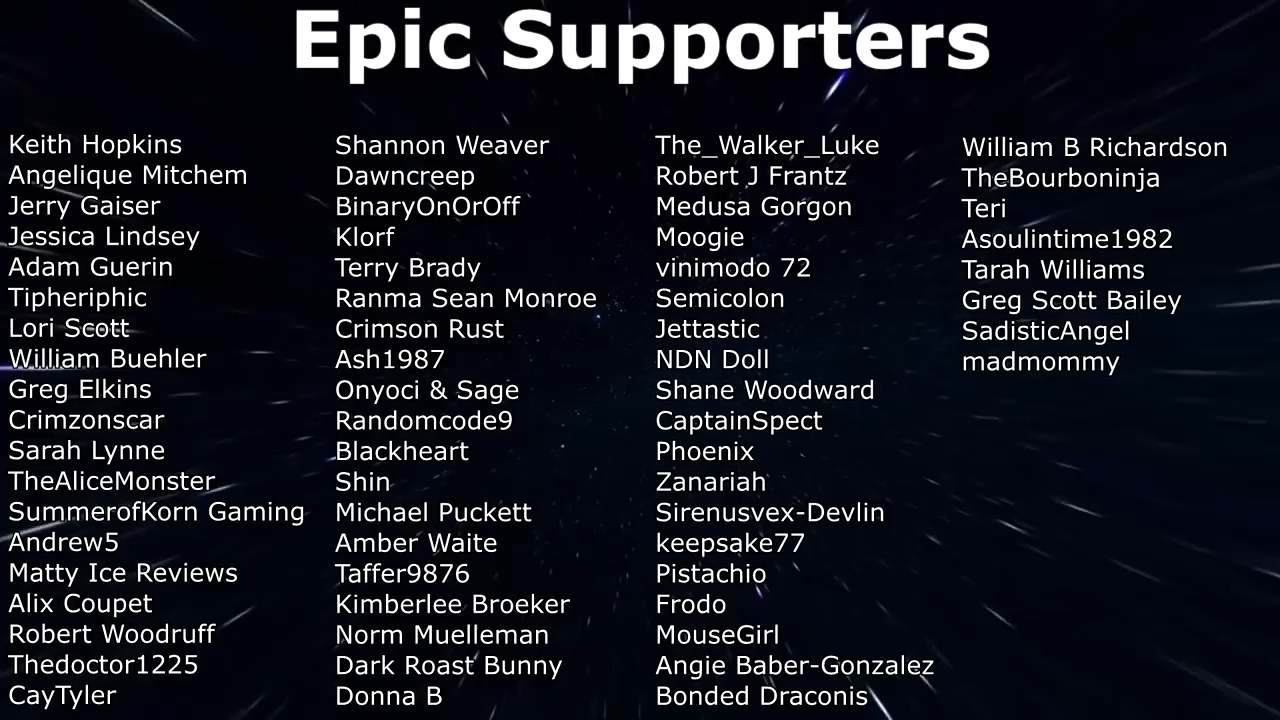 Epic Supporters
Keith Hopkins
Angelique Mitchem
Jerry Gaiser
Jessica Lindsey
Adam Guerin
Tipheriphic
Lori Scott
William Buehler
Greg Elkins
Crimzonscar
Sarah Lynne
TheAliceMonster
SummerofKorn Gaming
Andrew5
Matty Ice Reviews
Alix Coupet
Robert Woodruff
Thedoctor1225
CayTyler
Shannon Weaver
Dawncreep
BinaryOnOrOff
Klorf
Terry Brady
Ranma Sean Monroe
Crimson Rust
Ash1987
Onyoci & Sage
Randomcode9
Blackheart
Shin
Michael Puckett
Amber Waite
Taffer9876
Kimberlee Broeker
Norm Muelleman
Dark Roast Bunny
Donna B
The_Walker_Luke
Robert J Frantz
Medusa Gorgon
Moogie
vinimodo 72
Semicolon
Jettastic
NDN Doll
Shane Woodward
CaptainSpect
Phoenix
Zanariah
Sirenusvex-Devlin
keepsake77
Pistachio
Frodo
MouseGirl
Angie Baber-Gonzalez
Bonded Draconis
William B Richardson
TheBourboninja
Teri
Asoulintime1982
Tarah Williams
Greg Scott Bailey
SadisticAngel
madmommy